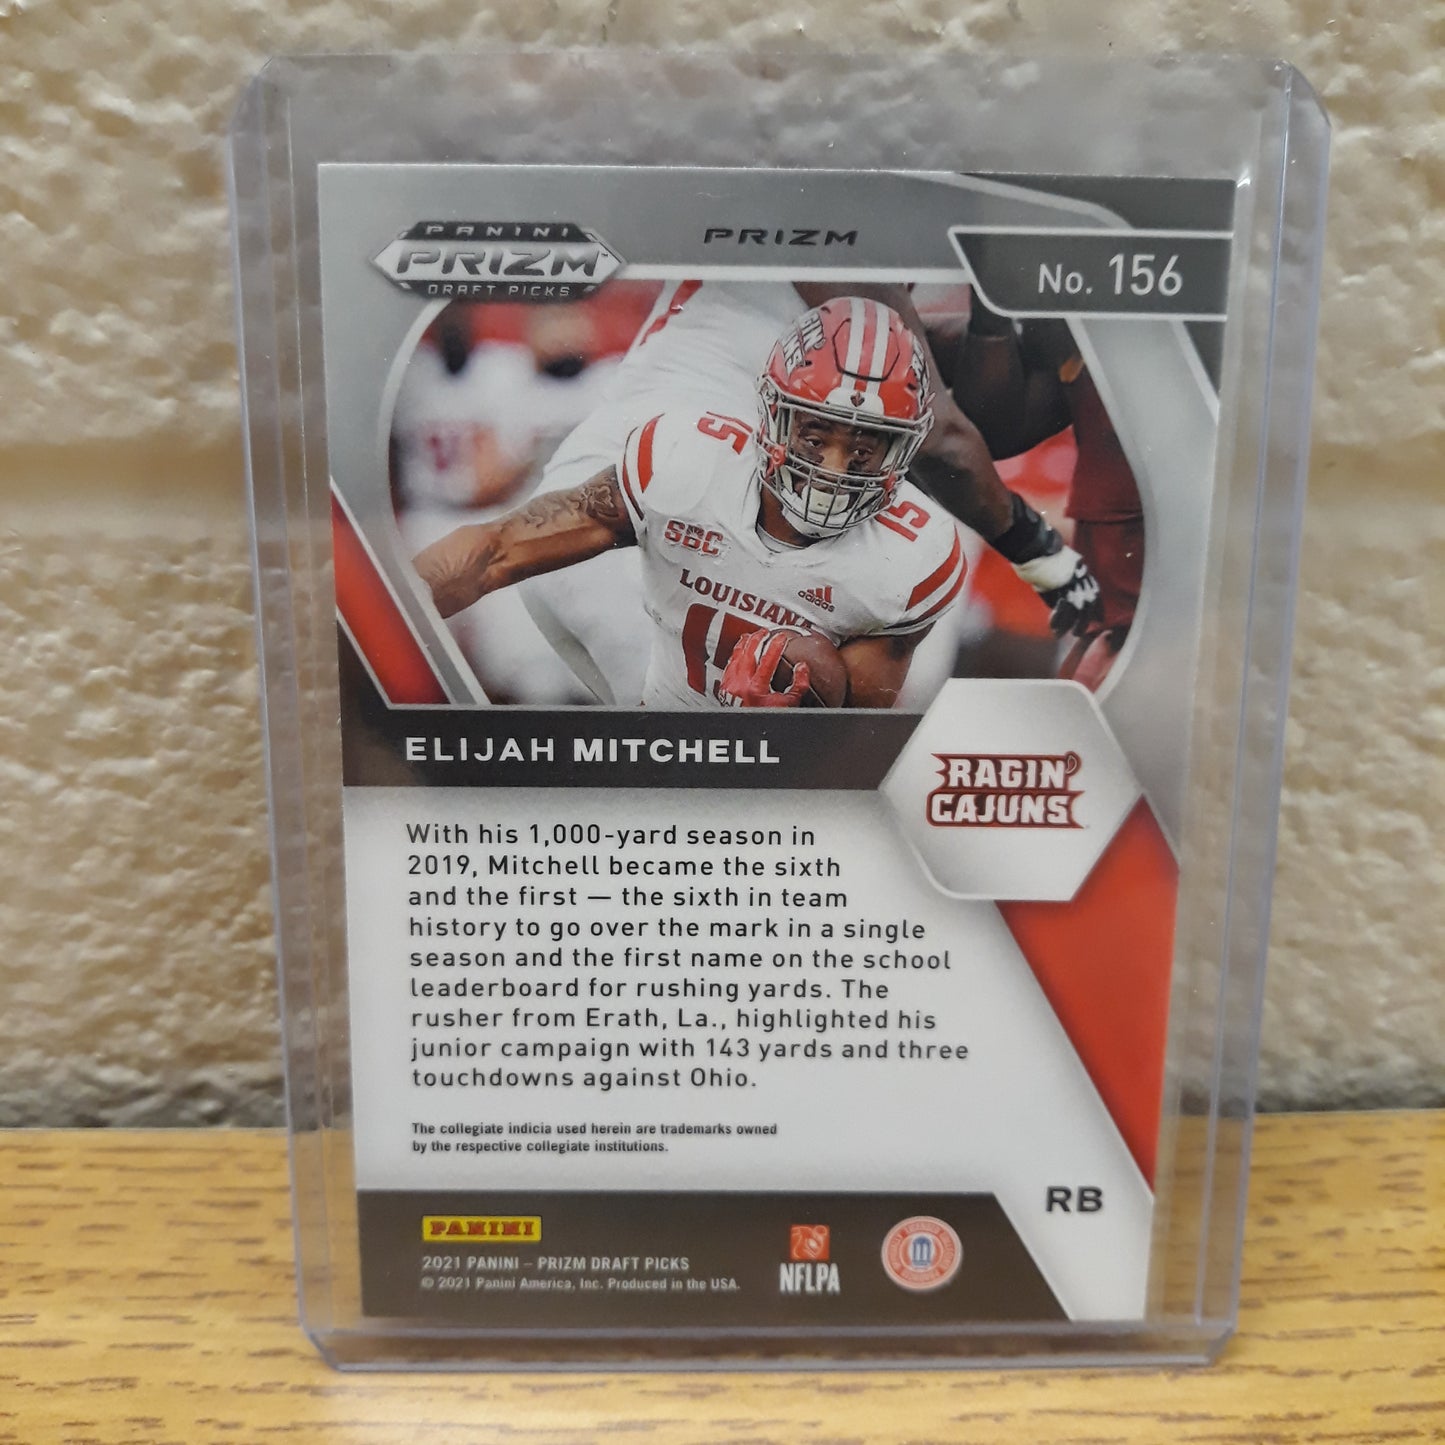 PANINI
PRIZM
DRAFT PICKS
PRIZM
No. 156
15
15
SBC
adidas
LOUISIANA
15
ELIJAH MITCHELL
RAGIN'
CAJUNS
With his 1,000-yard season in
2019, Mitchell became the sixth
and the first — the sixth in team
history to go over the mark in a single
season and the first name on the school
leaderboard for rushing yards. The
rusher from Erath, La., highlighted his
junior campaign with 143 yards and three
touchdowns against Ohio.
The collegiate indicia used herein are trademarks owned
by the respective collegiate institutions.
RB
PANINI
2021 PANINI – PRIZM DRAFT PICKS
© 2021 Panini America, Inc. Produced in the USA.
NFLPA